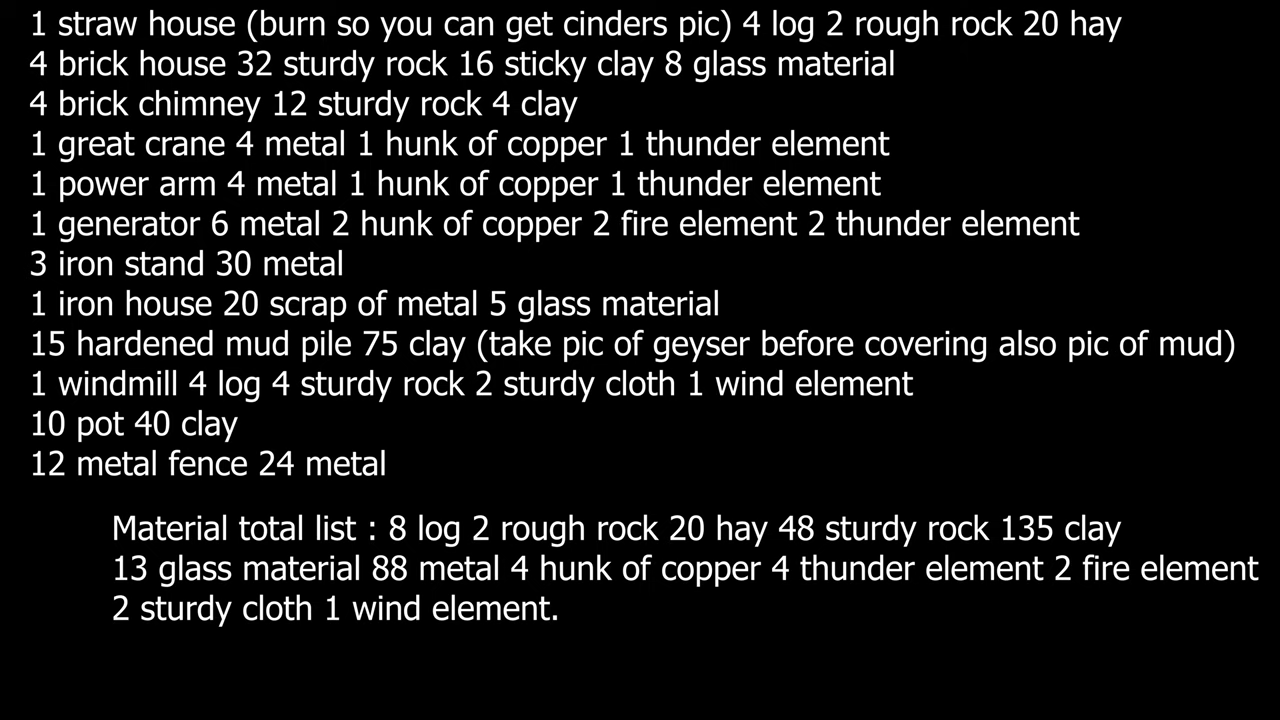 1 straw house (burn so you can get cinders pic) 4 log 2 rough rock 20 hay
4 brick house 32 sturdy rock 16 sticky clay 8 glass material
4 brick chimney 12 sturdy rock 4 clay
1 great crane 4 metal 1 hunk of copper 1 thunder element
1 power arm 4 metal 1 hunk of copper 1 thunder element
1 generator 6 metal 2 hunk of copper 2 fire element 2 thunder element
3 iron stand 30 metal
1 iron house 20 scrap of metal 5 glass material
15 hardened mud pile 75 clay (take pic of geyser before covering also pic of mud)
1 windmill 4 log 4 sturdy rock 2 sturdy cloth 1 wind element
10 pot 40 clay
12 metal fence 24 metal
Material total list : 8 log 2 rough rock 20 hay 48 sturdy rock 135 clay
13 glass material 88 metal 4 hunk of copper 4 thunder element 2 fire element
2 sturdy cloth 1 wind element.